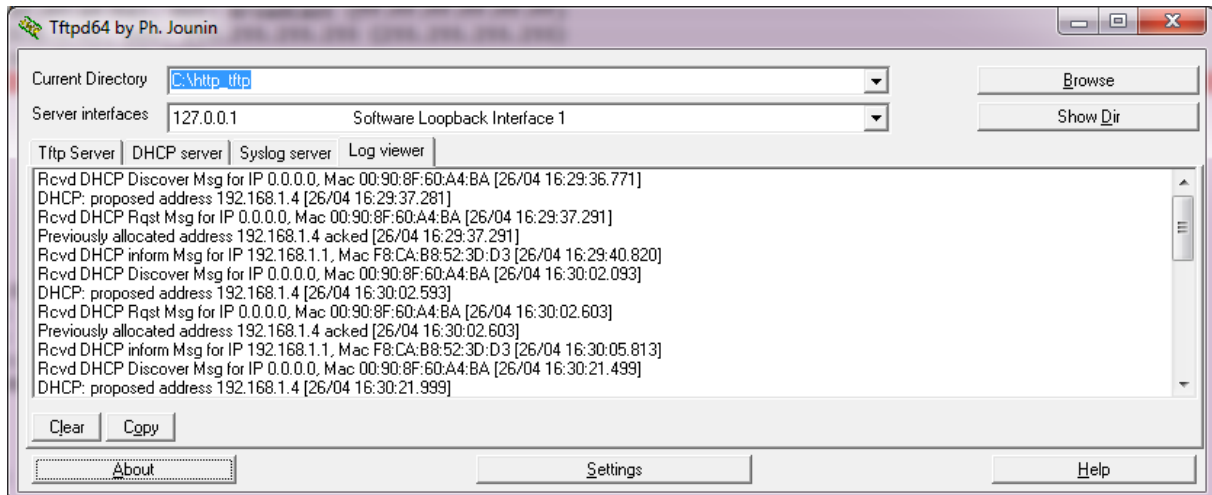 Tftpd64 by Ph. Jounin
Current Directory C:\http_tftp Browse
Server interfaces 127.0.0.1 Software Loopback Interface 1 Show Dir
Tftp Server DHCP server Syslog server Log viewer
Rcvd DHCP Discover Msg for IP 0.0.0.0, Mac 00:90:8F:60:A4:BA [26/04 16:29:36.771]
DHCP: proposed address 192.168.1.4 [26/04 16:29:37.281]
Rcvd DHCP Rqst Msg for IP 0.0.0.0, Mac 00:90:8F:60:A4:BA [26/04 16:29:37.291]
Previously allocated address 192.168.1.4 acked [26/04 16:29:37.291]
Rcvd DHCP inform Msg for IP 192.168.1.1, Mac F8:CA:B8:52:3D:D3 [26/04 16:29:40.820]
Rcvd DHCP Discover Msg for IP 0.0.0.0, Mac 00:90:8F:60:A4:BA [26/04 16:30:02.093]
DHCP: proposed address 192.168.1.4 [26/04 16:30:02.593]
Rcvd DHCP Rqst Msg for IP 0.0.0.0, Mac 00:90:8F:60:A4:BA [26/04 16:30:02.603]
Previously allocated address 192.168.1.4 acked [26/04 16:30:02.603]
Rcvd DHCP inform Msg for IP 192.168.1.1, Mac F8:CA:B8:52:3D:D3 [26/04 16:30:05.813]
Rcvd DHCP Discover Msg for IP 0.0.0.0, Mac 00:90:8F:60:A4:BA [26/04 16:30:21.499]
DHCP: proposed address 192.168.1.4 [26/04 16:30:21.999]
Clear Copy
About Settings Help